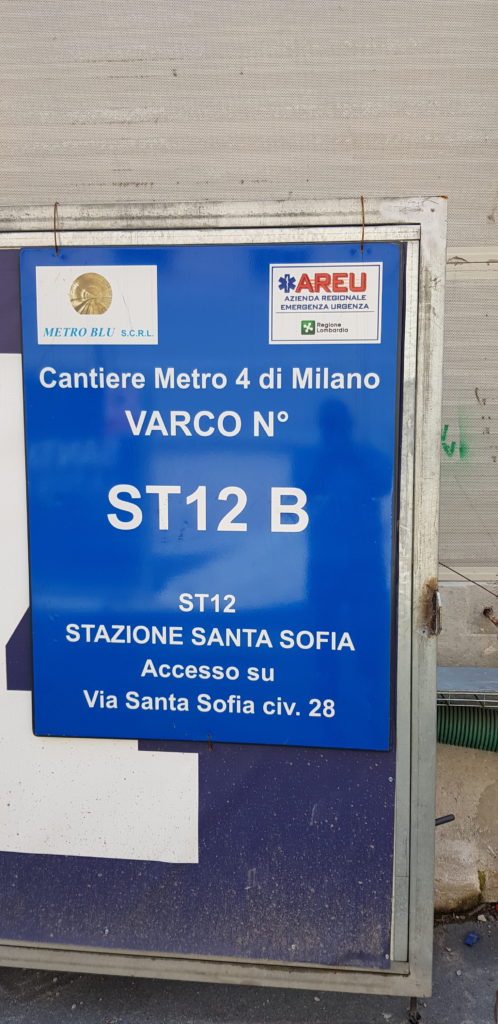 METRO BLU S.C.R.L.
AREU
AZIENDA REGIONALE
EMERGENZA URGENZA
Regione
Lombardia
Cantiere Metro 4 di Milano
VARCO N°
ST12 B
ST12
STAZIONE SANTA SOFIA
Accesso su
Via Santa Sofia civ. 28